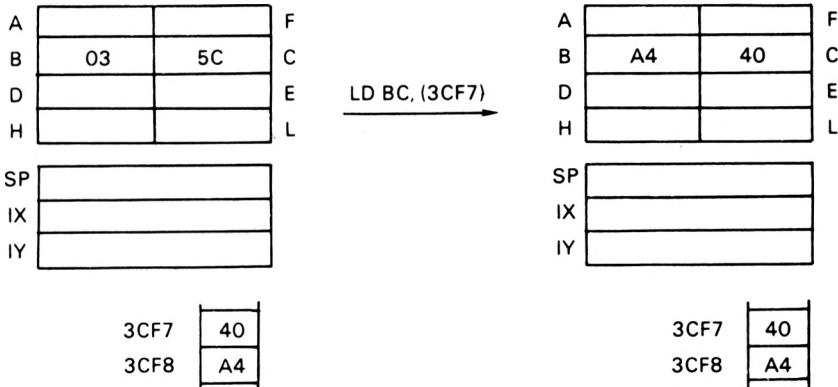 A F A F
B 03 5C C B A4 40 C
D E LD BC, (3CF7) D E
H L H L
SP SP
IX IX
IY IY
3CF7 40 3CF7 40
3CF8 A4 3CF8 A4